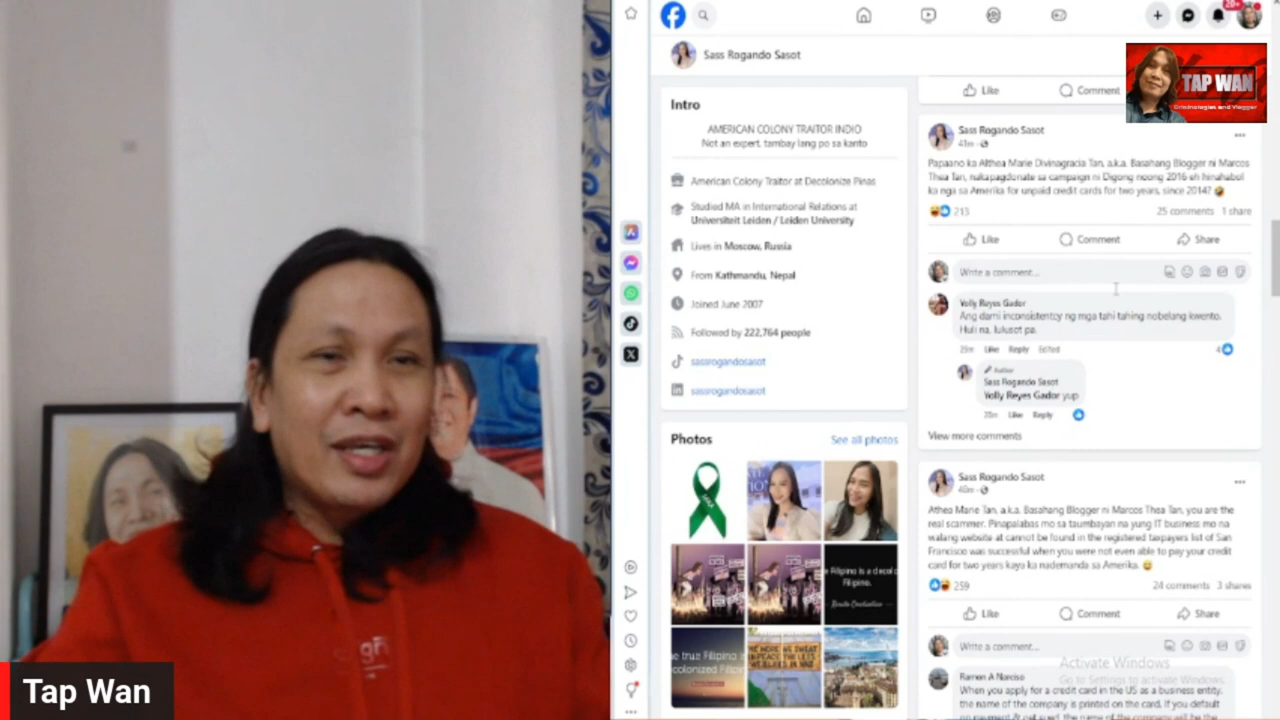 Tap Wan
Sass Rogando Sasot
20+
TAP WAN
Criminologist and Vlogger
Intro
AMERICAN COLONY TRAITOR INDIO
Not an expert, tambay lang po sa kanto
American Colony Traitor at Decolonize Pinas
Studied MA in International Relations at
Universiteit Leiden / Leiden University
Lives in Moscow, Russia
From Kathmandu, Nepal
Joined June 2007
Followed by 222,764 people
sassrogandosasot
sassrogandosasot
Photos
See all photos
Like Comment
Sass Rogando Sasot
41m
Papaano ka Althea Marie Divinagracia Tan, a.k.a. Basahang Blogger ni Marcos
Thea Tan, nakapagdonate sa campaign ni Digong noong 2016 eh hinahabol
ka nga sa Amerika for unpaid credit cards for two years, since 2014?
213
25 comments 1 share
Like Comment Share
Write a comment...
Yolly Reyes Gador
Ang dami inconsistentcy ng mga tahi tahing nobelang kwento.
Huli na, lulusot pa.
Like Reply Edited
4
Author
Sass Rogando Sasot
Yolly Reyes Gador yup
Like Reply
View more comments
Sass Rogando Sasot
Athea Marie Tan, a.k.a. Basahang Blogger ni Marcos Thea Tan, you are the
real scammer. Pinapalabas mo sa taumbayan na yung IT business mo na
walang website at cannot be found in the registered taxpayers list of San
Francisco was successful when you were not even able to pay your credit
card for two years kaya ka nademanda sa Amerika.
259
24 comments 3 shares
Like Comment Share
Write a comment...
Activate Windows
Go to Settings to activate Windows.
Ramen A Narciso
When you apply for a credit card in the US as a business entity,
the name of the company is printed on the card. If you default